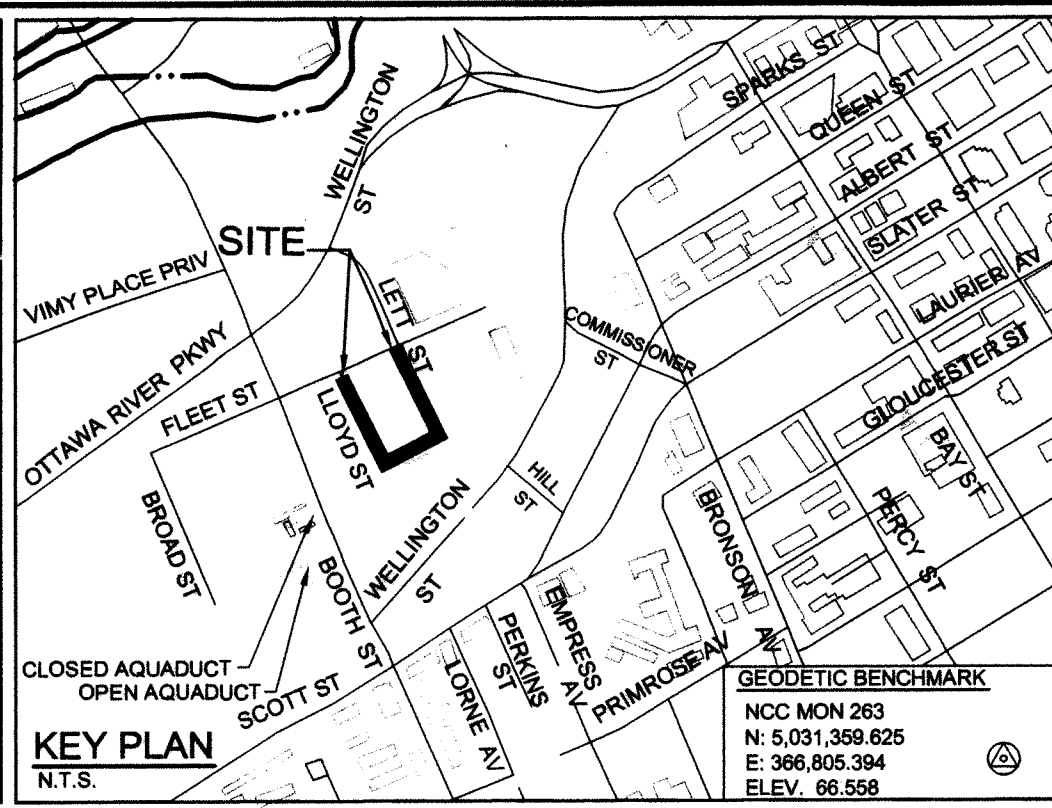 SPARKS ST
QUEEN ST
ALBERT ST
SLATER ST
LAURIER AV
GLOUCESTER ST
BAY ST
PERCY ST
WELLINGTON
ST
SITE
VIMY PLACE PRIV
LETT ST
COMMISSIONER
ST
OTTAWA RIVER PKWY
FLEET ST
LLOYD ST
HILL
ST
BROAD ST
WELLINGTON
ST
BRONSON AV
BOOTH ST
EMPRESS AV
PERKINS
ST
PRIMROSE AV
CLOSED AQUADUCT
OPEN AQUADUCT
SCOTT ST
LORNE AV
KEY PLAN
N.T.S.
GEODETIC BENCHMARK
NCC MON 263
N: 5,031,359.625
E: 366,805.394
ELEV. 66.558